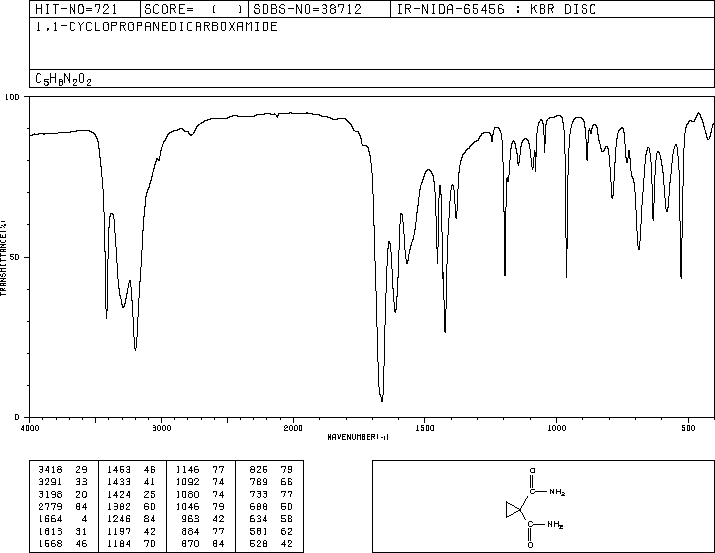 HIT-NO=721 SCORE= ( ) SDBS-NO=38712 IR-NIDA-65456 : KBR DISC
1,1-CYCLOPROPANEDICARBOXAMIDE
C5H8N2O2
100
50
0
TRANSMITTANCE(%)
4000 3000 2000 1500 1000 500
WAVENUMBER(-1)
3418 29 1453 46 1146 77 825 79
3291 33 1433 41 1092 74 789 66
3198 20 1424 25 1080 74 733 77
2779 84 1382 60 1046 79 688 50
1664 4 1246 84 963 42 634 58
1613 31 1197 42 884 77 581 62
1568 46 1184 70 870 84 528 42
O
NH2
NH2
O